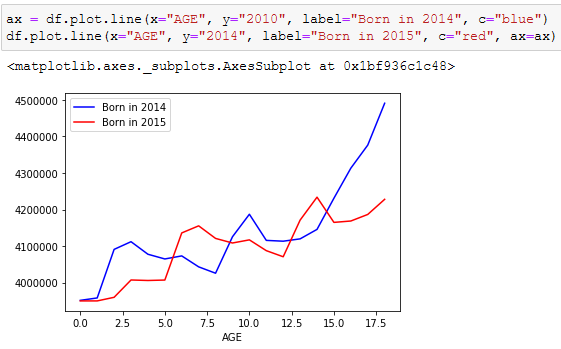 ax = df.plot.line(x="AGE", y="2010", label="Born in 2014", c="blue")
df.plot.line(x="AGE", y="2014", label="Born in 2015", c="red", ax=ax)
<matplotlib.axes._subplots.AxesSubplot at 0x1bf936c1c48>
Born in 2014
Born in 2015
4500000
4400000
4300000
4200000
4100000
4000000
0.0 2.5 5.0 7.5 10.0 12.5 15.0 17.5
AGE